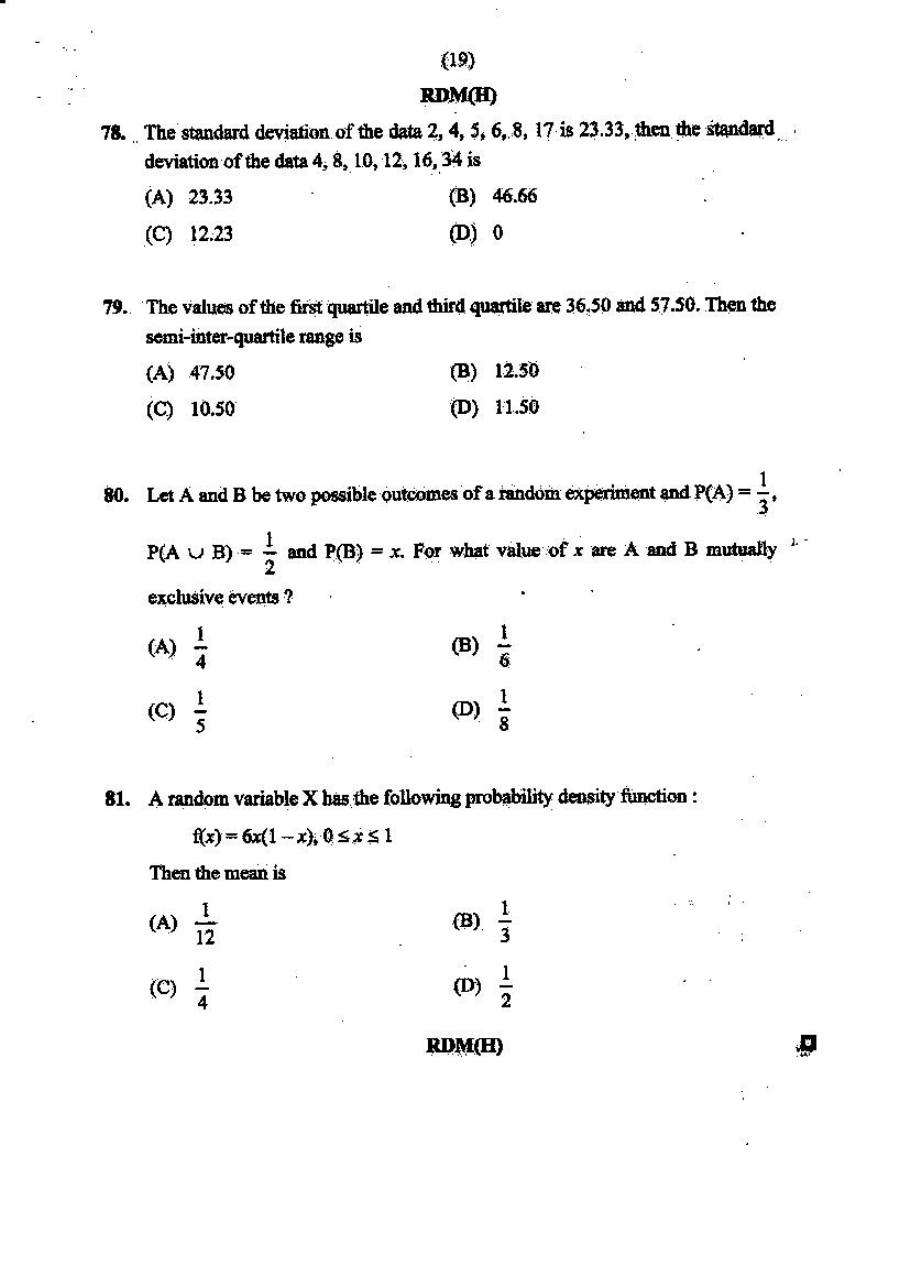 (19)
RDM(H)
78. The standard deviation of the data 2, 4, 5, 6, 8, 17 is 23.33, then the standard
deviation of the data 4, 8, 10, 12, 16, 34 is
(A) 23.33 (B) 46.66
(C) 12.23 (D) 0
79. The values of the first quartile and third quartile are 36.50 and 57.50. Then the
semi-inter-quartile range is
(A) 47.50 (B) 12.50
(C) 10.50 (D) 11.50
80. Let A and B be two possible outcomes of a random experiment and P(A) = 1/3,
P(A ∪ B) = 1/2 and P(B) = x. For what value of x are A and B mutually
exclusive events ?
(A) 1/4 (B) 1/6
(C) 1/5 (D) 1/8
81. A random variable X has the following probability density function :
f(x) = 6x(1 – x), 0 ≤ x ≤ 1
Then the mean is
(A) 1/12 (B) 1/3
(C) 1/4 (D) 1/2
RDM(H)